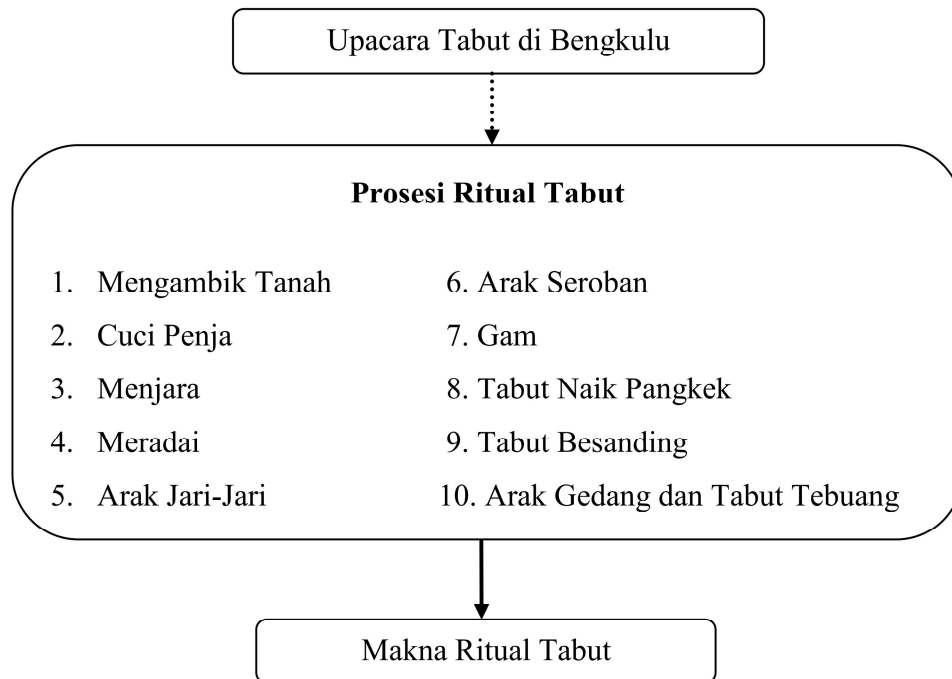 Upacara Tabut di Bengkulu
Prosesi Ritual Tabut
1. Mengambik Tanah
2. Cuci Penja
3. Menjara
4. Meradai
5. Arak Jari-Jari
6. Arak Seroban
7. Gam
8. Tabut Naik Pangkek
9. Tabut Besanding
10. Arak Gedang dan Tabut Tebuang
Makna Ritual Tabut